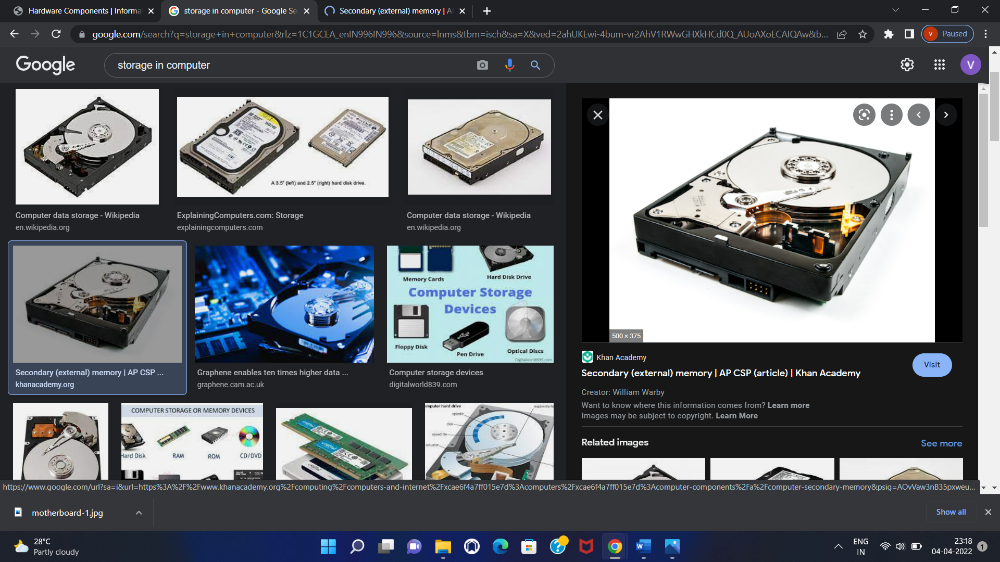 Hardware Components | Informa
storage in computer - Google Se
Secondary (external) memory | A
google.com/search?q=storage+in+computer&rlz=1C1GCEA_enIN996IN996&source=lnms&tbm=isch&sa=X&ved=2ahUKEwi-4bum-vr2AhV1RWwGHXkHCd0Q_AUoAXoECAIQAw&b...
V Paused
Google
storage in computer
V
A 3.5" (left) and 2.5" (right) hard disk drive.
Computer data storage - Wikipedia
en.wikipedia.org
ExplainingComputers.com: Storage
explainingcomputers.com
Computer data storage - Wikipedia
en.wikipedia.org
Memory Cards
Hard Disk Drive
Computer Storage
Devices
Floppy Disk
Pen Drive
Optical Discs
Digitalworld839.com
Secondary (external) memory | AP CSP ...
khanacademy.org
Graphene enables ten times higher data ...
graphene.cam.ac.uk
Computer storage devices
digitalworld839.com
COMPUTER STORAGE OR MEMORY DEVICES
Hard Disk
RAM
ROM
CD/DVD
crucial
crucial
omputer hard drive
read/write h
spindle
disk
saved file
actuator
500 × 375
Khan Academy
Secondary (external) memory | AP CSP (article) | Khan Academy
Visit
Creator: William Warby
Want to know where this information comes from? Learn more
Images may be subject to copyright. Learn More
Related images
See more
https://www.google.com/url?sa=i&url=https%3A%2F%2Fwww.khanacademy.org%2Fcomputing%2Fcomputers-and-internet%2Fxcae6f4a7ff015e7d%3Acomputers%2Fxcae6f4a7ff015e7d%3Acomputer-components%2Fa%2Fcomputer-secondary-memory&psig=AOvVaw3nB35pxweu...
motherboard-1.jpg
Show all
28°C
Partly cloudy
W
ENG
IN
23:18
04-04-2022
1